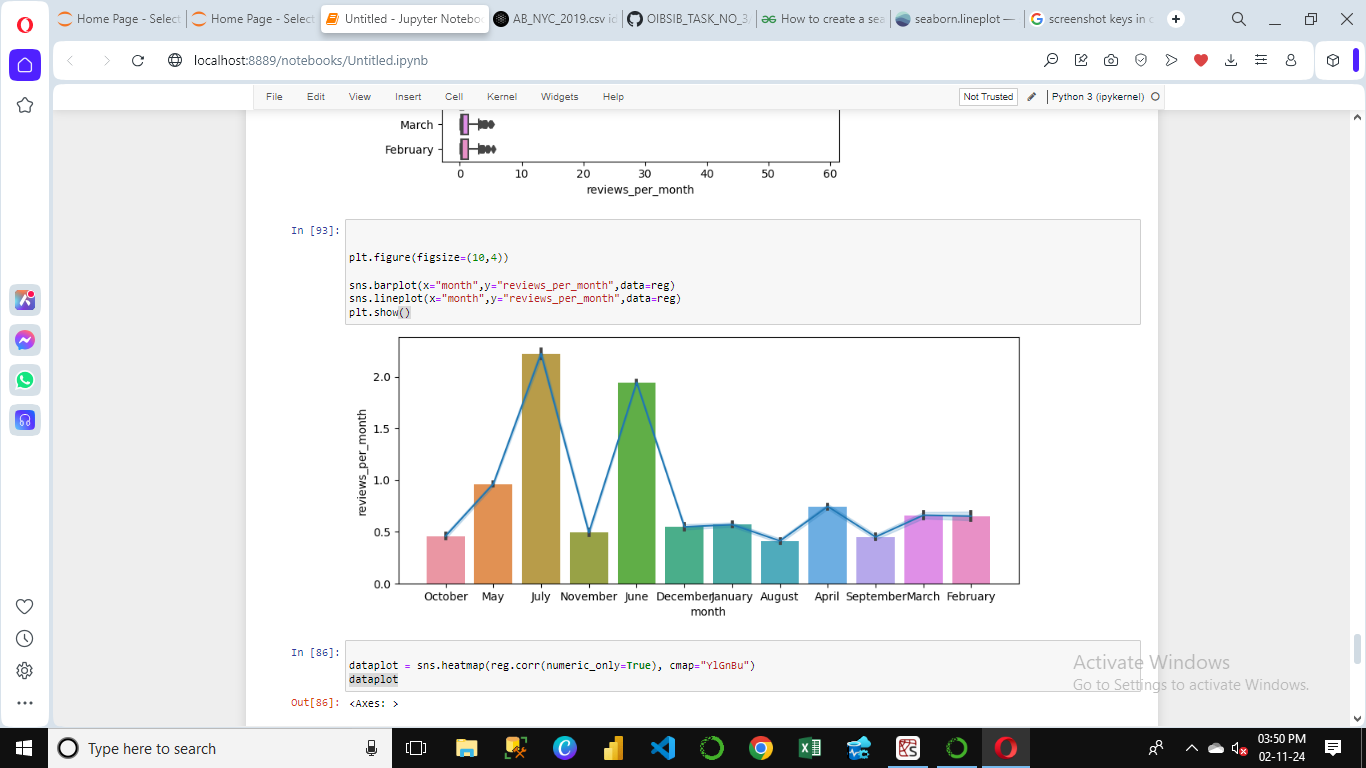 Home Page - Select
Home Page - Select
Untitled - Jupyter Noteboo
AB_NYC_2019.csv
OIBSIB_TASK_NO_3
How to create a sea
seaborn.lineplot —
screenshot keys in
localhost:8889/notebooks/Untitled.ipynb
File Edit View Insert Cell Kernel Widgets Help
Not Trusted
Python 3 (ipykernel)
March
February
0 10 20 30 40 50 60
reviews_per_month
In [93]:
plt.figure(figsize=(10,4))
sns.barplot(x="month",y="reviews_per_month",data=reg)
sns.lineplot(x="month",y="reviews_per_month",data=reg)
plt.show()
2.0
1.5
1.0
0.5
0.0
reviews_per_month
October May July November June December January August April September March February
month
In [86]:
dataplot = sns.heatmap(reg.corr(numeric_only=True), cmap="YlGnBu")
dataplot
Out[86]: <Axes: >
Activate Windows
Go to Settings to activate Windows.
Type here to search
03:50 PM
02-11-24